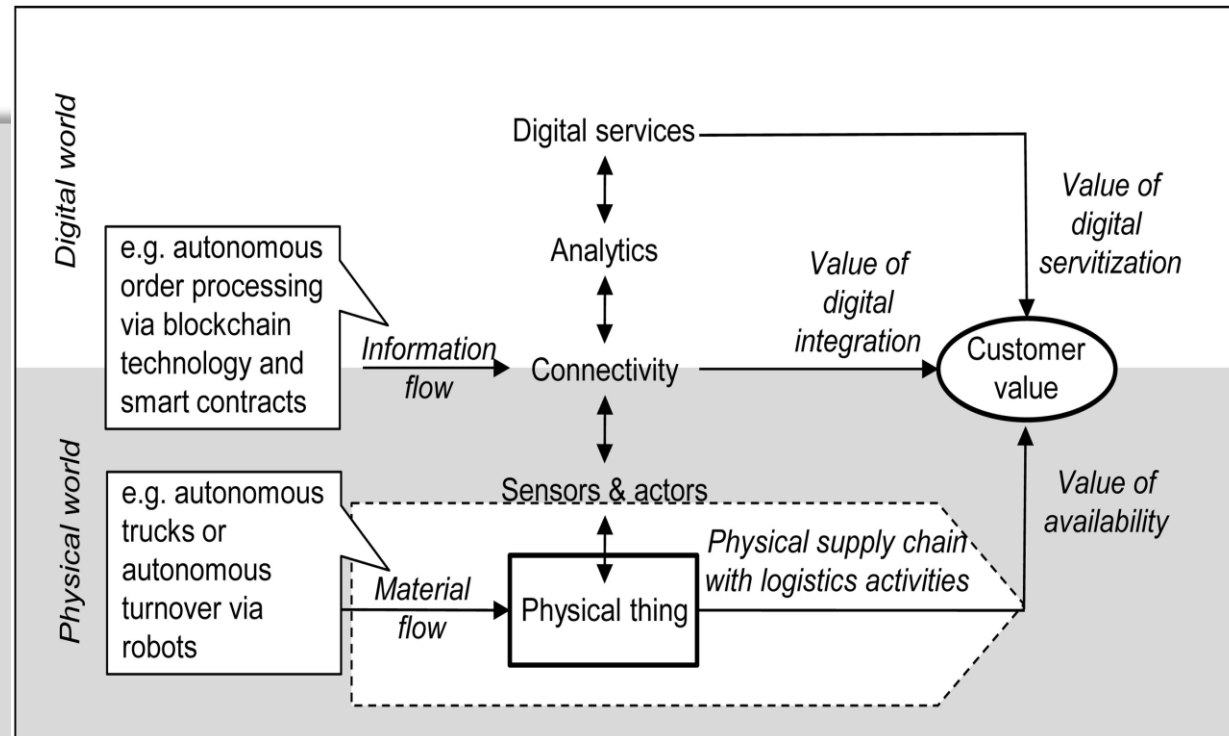 Digital world
Digital services
Value of
digital
servitization
e.g. autonomous
order processing
via blockchain
technology and
smart contracts
Analytics
Value of
digital
integration
Information
flow
Connectivity
Customer
value
Physical world
e.g. autonomous
trucks or
autonomous
turnover via
robots
Sensors & actors
Value of
availability
Material
flow
Physical thing
Physical supply chain
with logistics activities